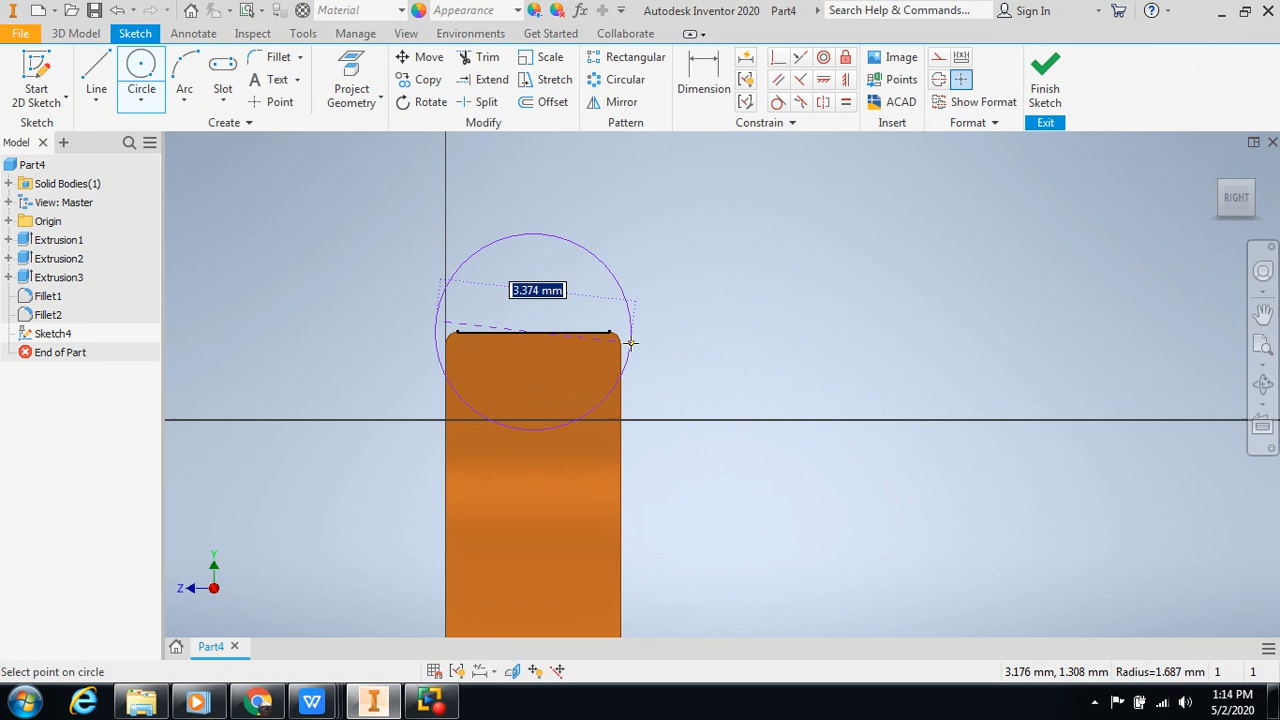 Material
Appearance
Autodesk Inventor 2020 Part4
Search Help & Commands...
Sign In
File
3D Model
Sketch
Annotate
Inspect
Tools
Manage
View
Environments
Get Started
Collaborate
Start
2D Sketch
Line
Circle
Arc
Slot
Fillet
Text
Point
Project
Geometry
Move
Trim
Scale
Copy
Extend
Stretch
Rotate
Split
Offset
Rectangular
Circular
Mirror
Dimension
Image
Points
ACAD
Show Format
Finish
Sketch
Sketch
Create
Modify
Pattern
Constrain
Insert
Format
Exit
Model
Part4
Solid Bodies(1)
View: Master
Origin
Extrusion1
Extrusion2
Extrusion3
Fillet1
Fillet2
Sketch4
End of Part
RIGHT
3.374 mm
Y
Z
Part4
Select point on circle
3.176 mm, 1.308 mm
Radius=1.687 mm
1
1
1:14 PM
5/2/2020